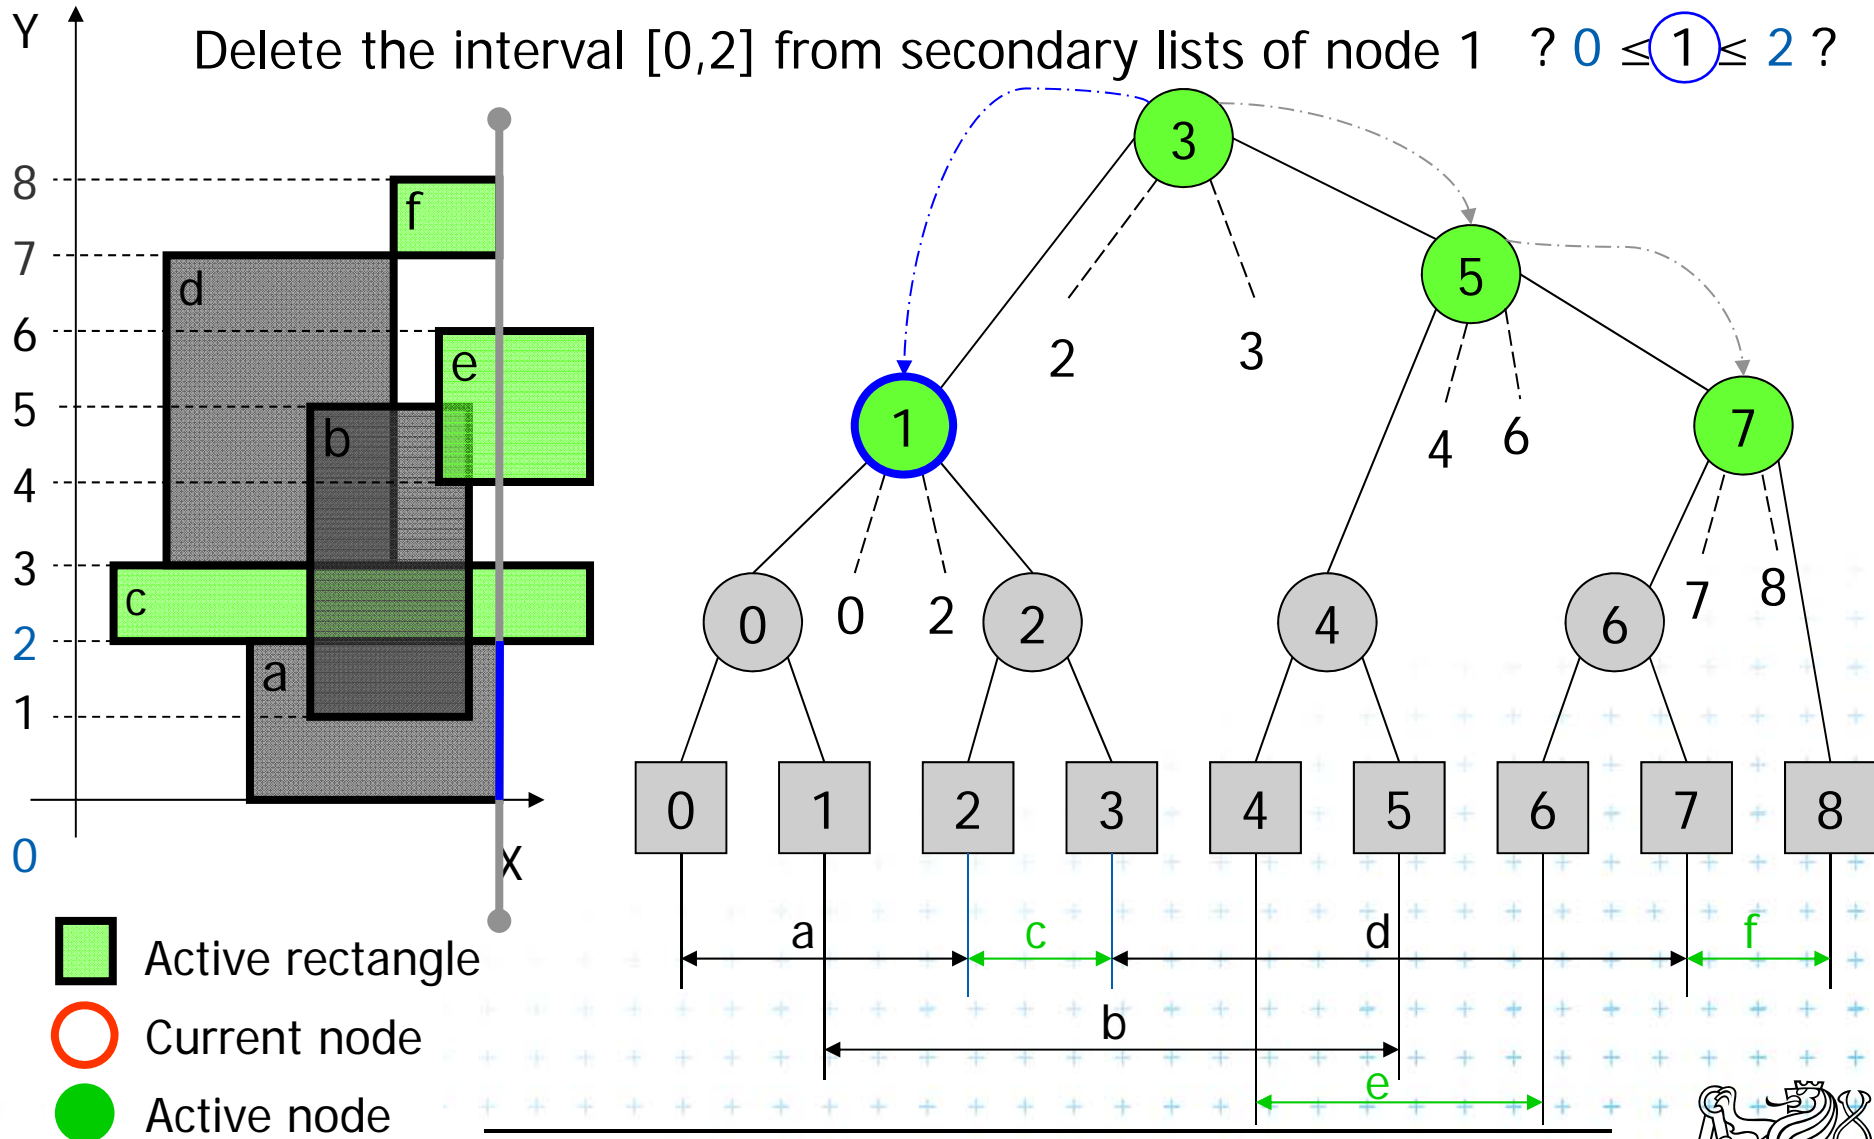 Y
Delete the interval [0,2] from secondary lists of node 1 ? 0 ≤ 1 ≤ 2 ?
3
8
f
7
d
5
6
2
3
e
5
1
b
4
6
7
4
3
c
0
0
2
2
4
6
7
8
2
a
1
0
1
2
3
4
5
6
7
8
0
X
a
c
d
f
Active rectangle
b
Current node
e
Active node